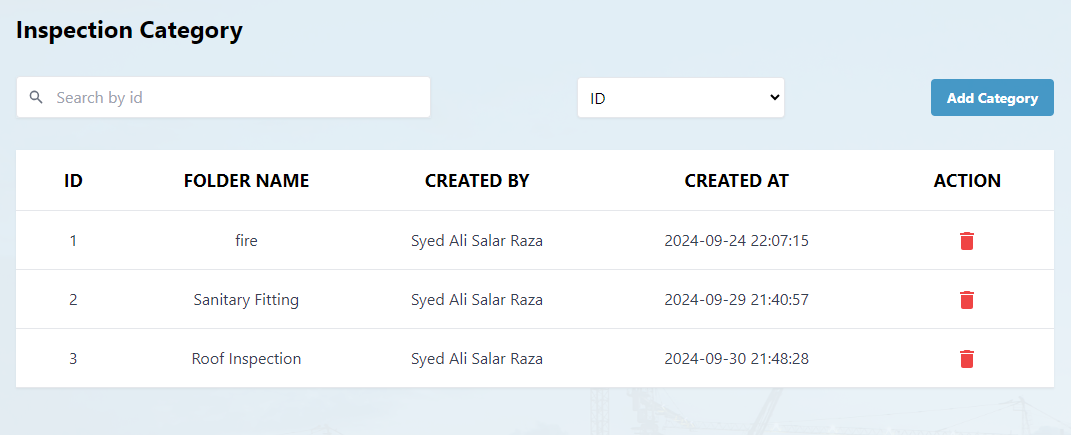 Inspection Category
Search by id
ID
Add Category
ID FOLDER NAME CREATED BY CREATED AT ACTION
1 fire Syed Ali Salar Raza 2024-09-24 22:07:15
2 Sanitary Fitting Syed Ali Salar Raza 2024-09-29 21:40:57
3 Roof Inspection Syed Ali Salar Raza 2024-09-30 21:48:28